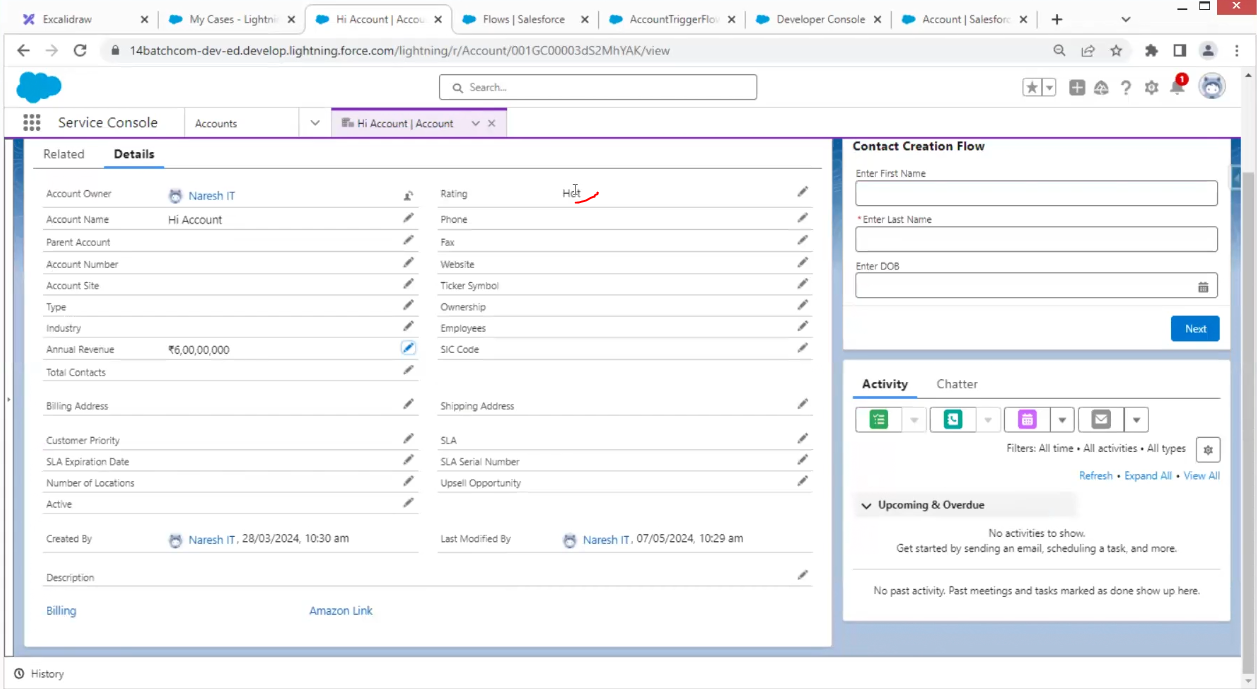 Excalidraw
My Cases - Lightni
Hi Account | Accou
Flows | Salesforce
AccountTriggerFlo
Developer Console
Account | Salesforc
14batchcom-dev-ed.develop.lightning.force.com/lightning/r/Account/001GC00003dS2MhYAK/view
Search...
1
Service Console
Accounts
Hi Account | Account
Related
Details
Account Owner
Naresh IT
Rating
Hot
Account Name
Hi Account
Phone
Parent Account
Fax
Account Number
Website
Account Site
Ticker Symbol
Type
Ownership
Industry
Employees
Annual Revenue
₹6,00,00,000
SIC Code
Total Contacts
Billing Address
Shipping Address
Customer Priority
SLA
SLA Expiration Date
SLA Serial Number
Number of Locations
Upsell Opportunity
Active
Created By
Naresh IT, 28/03/2024, 10:30 am
Last Modified By
Naresh IT, 07/05/2024, 10:29 am
Description
Billing
Amazon Link
Contact Creation Flow
Enter First Name
*Enter Last Name
Enter DOB
Next
Activity
Chatter
Filters: All time • All activities • All types
Refresh • Expand All • View All
Upcoming & Overdue
No activities to show.
Get started by sending an email, scheduling a task, and more.
No past activity. Past meetings and tasks marked as done show up here.
History